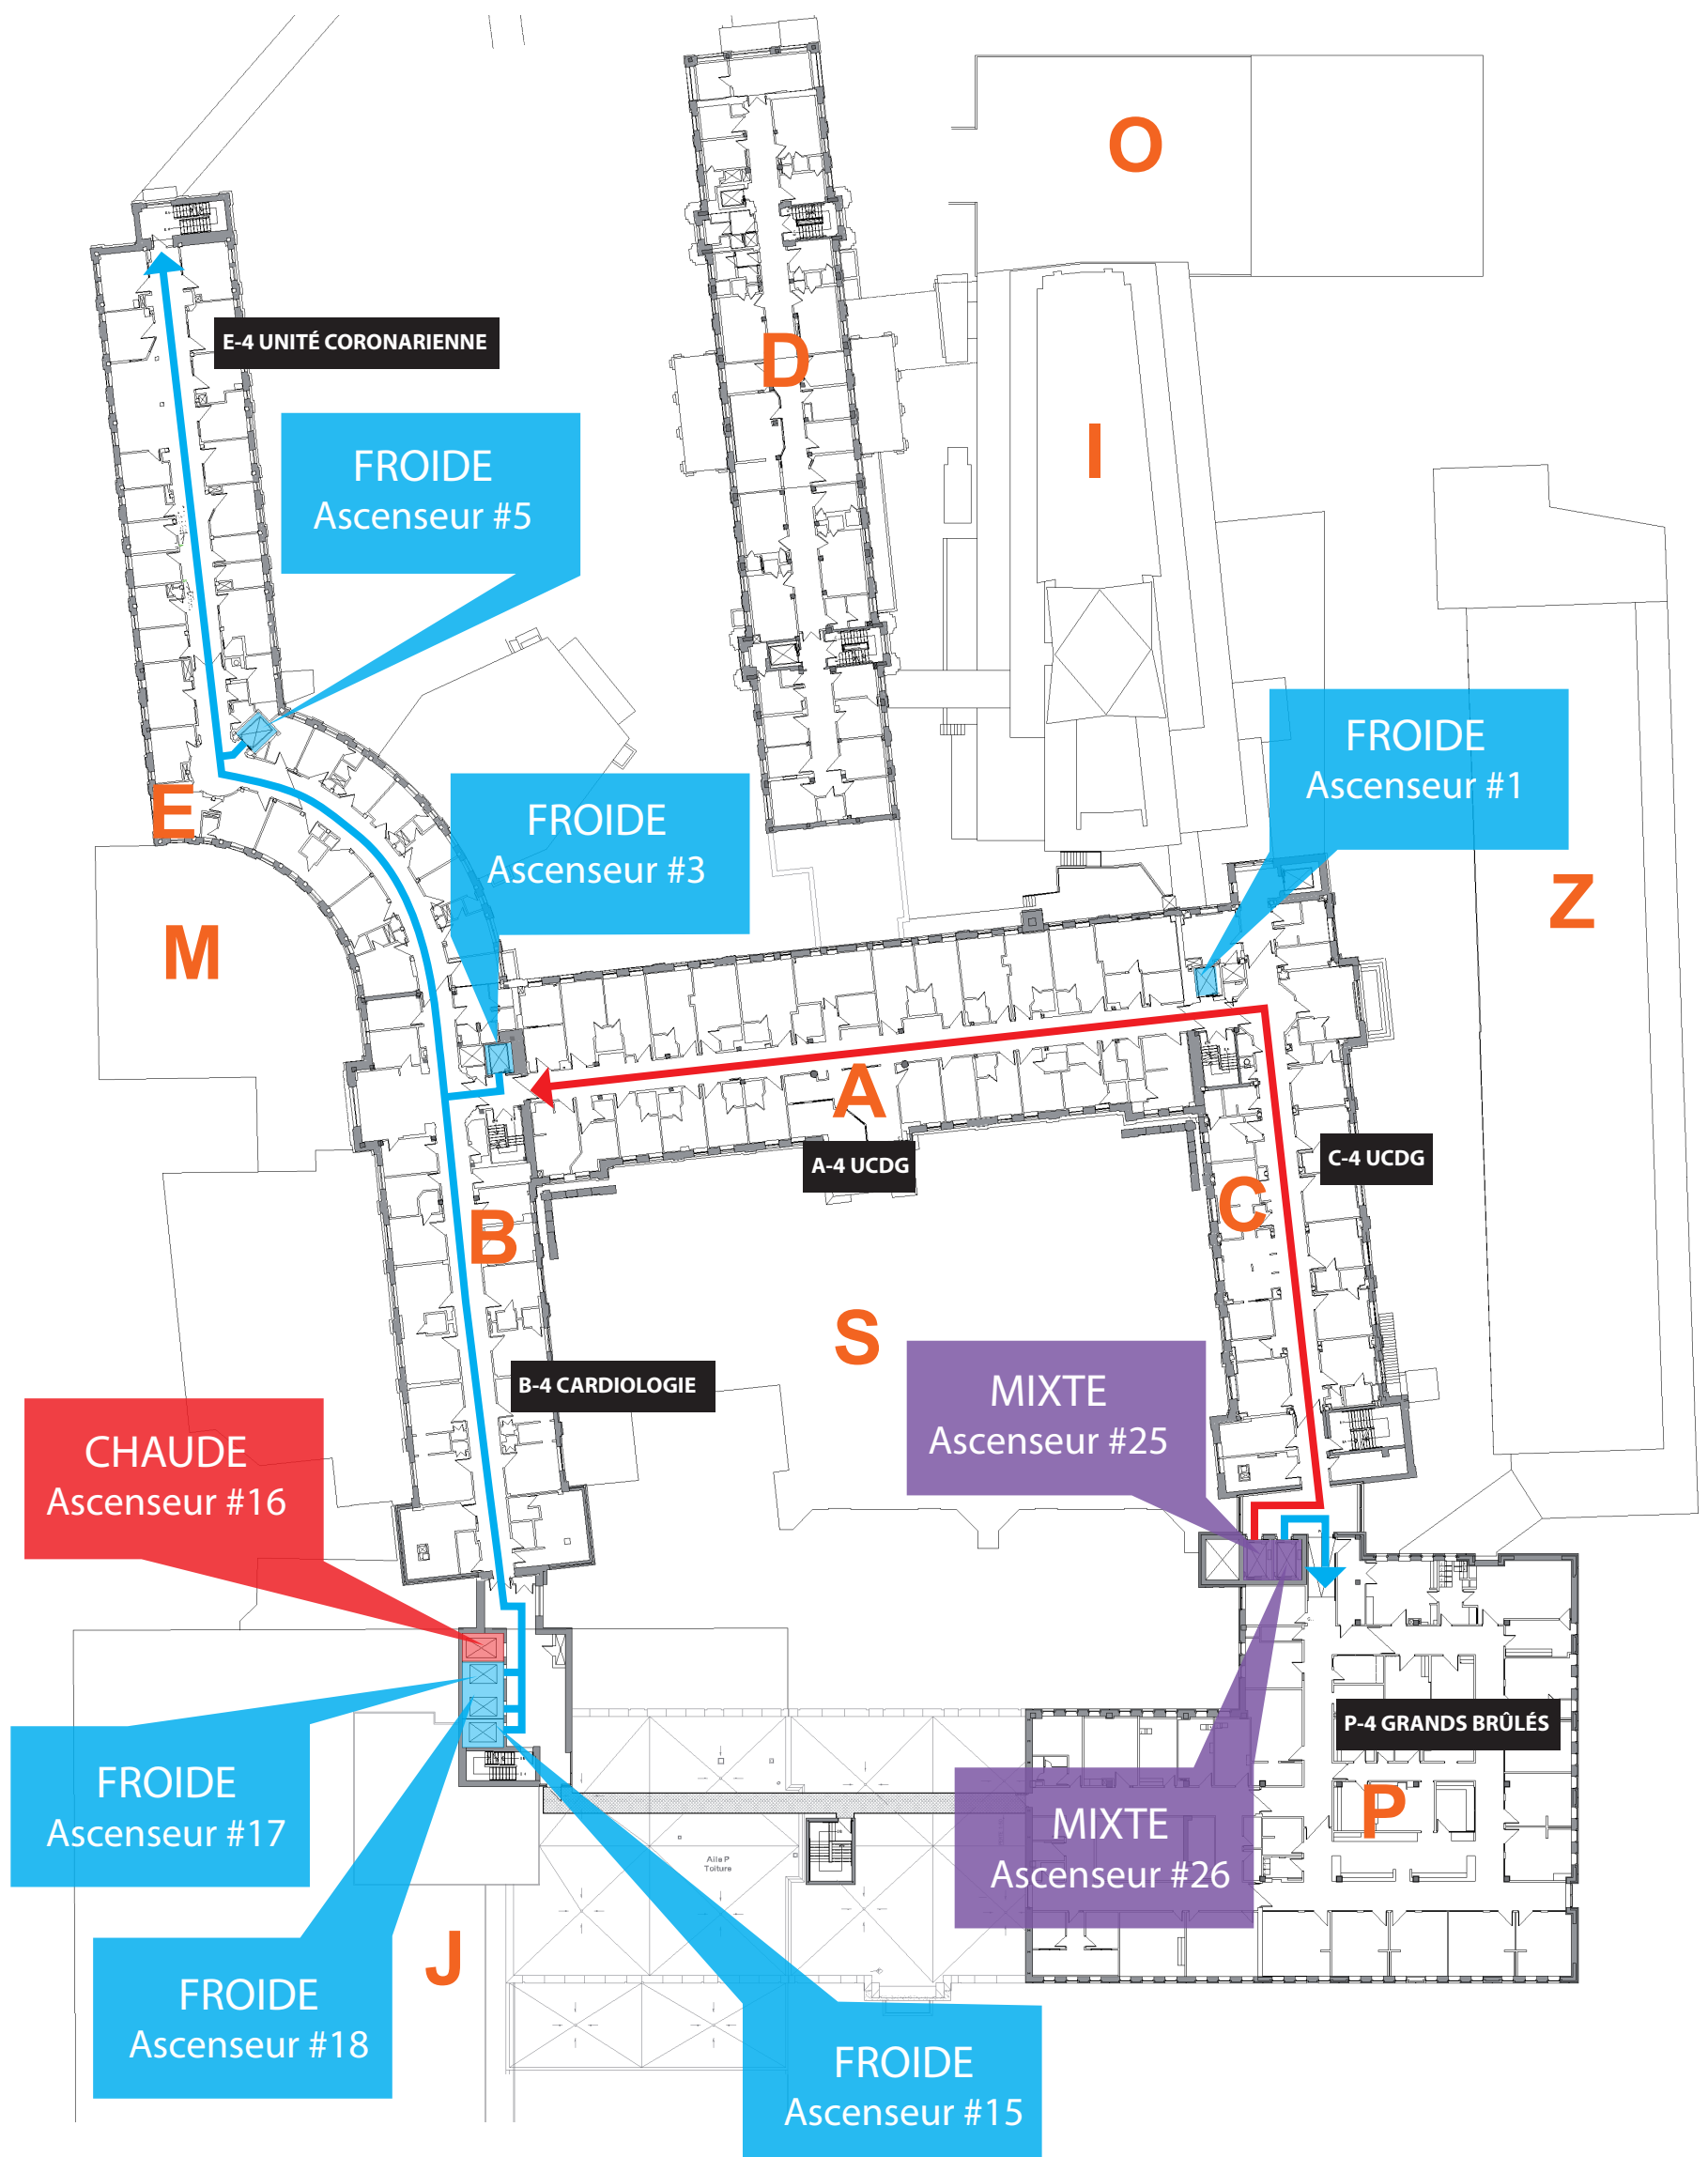 O
E-4 UNITÉ CORONARIENNE
D
FROIDE
Ascenseur #5
I
FROIDE
Ascenseur #1
E
FROIDE
Ascenseur #3
Z
M
A
A-4 UCDG
C-4 UCDG
C
B
S
B-4 CARDIOLOGIE
MIXTE
Ascenseur #25
CHAUDE
Ascenseur #16
P-4 GRANDS BRÛLÉS
FROIDE
Ascenseur #17
P
MIXTE
Ascenseur #26
Aile P
Toiture
J
FROIDE
Ascenseur #18
FROIDE
Ascenseur #15